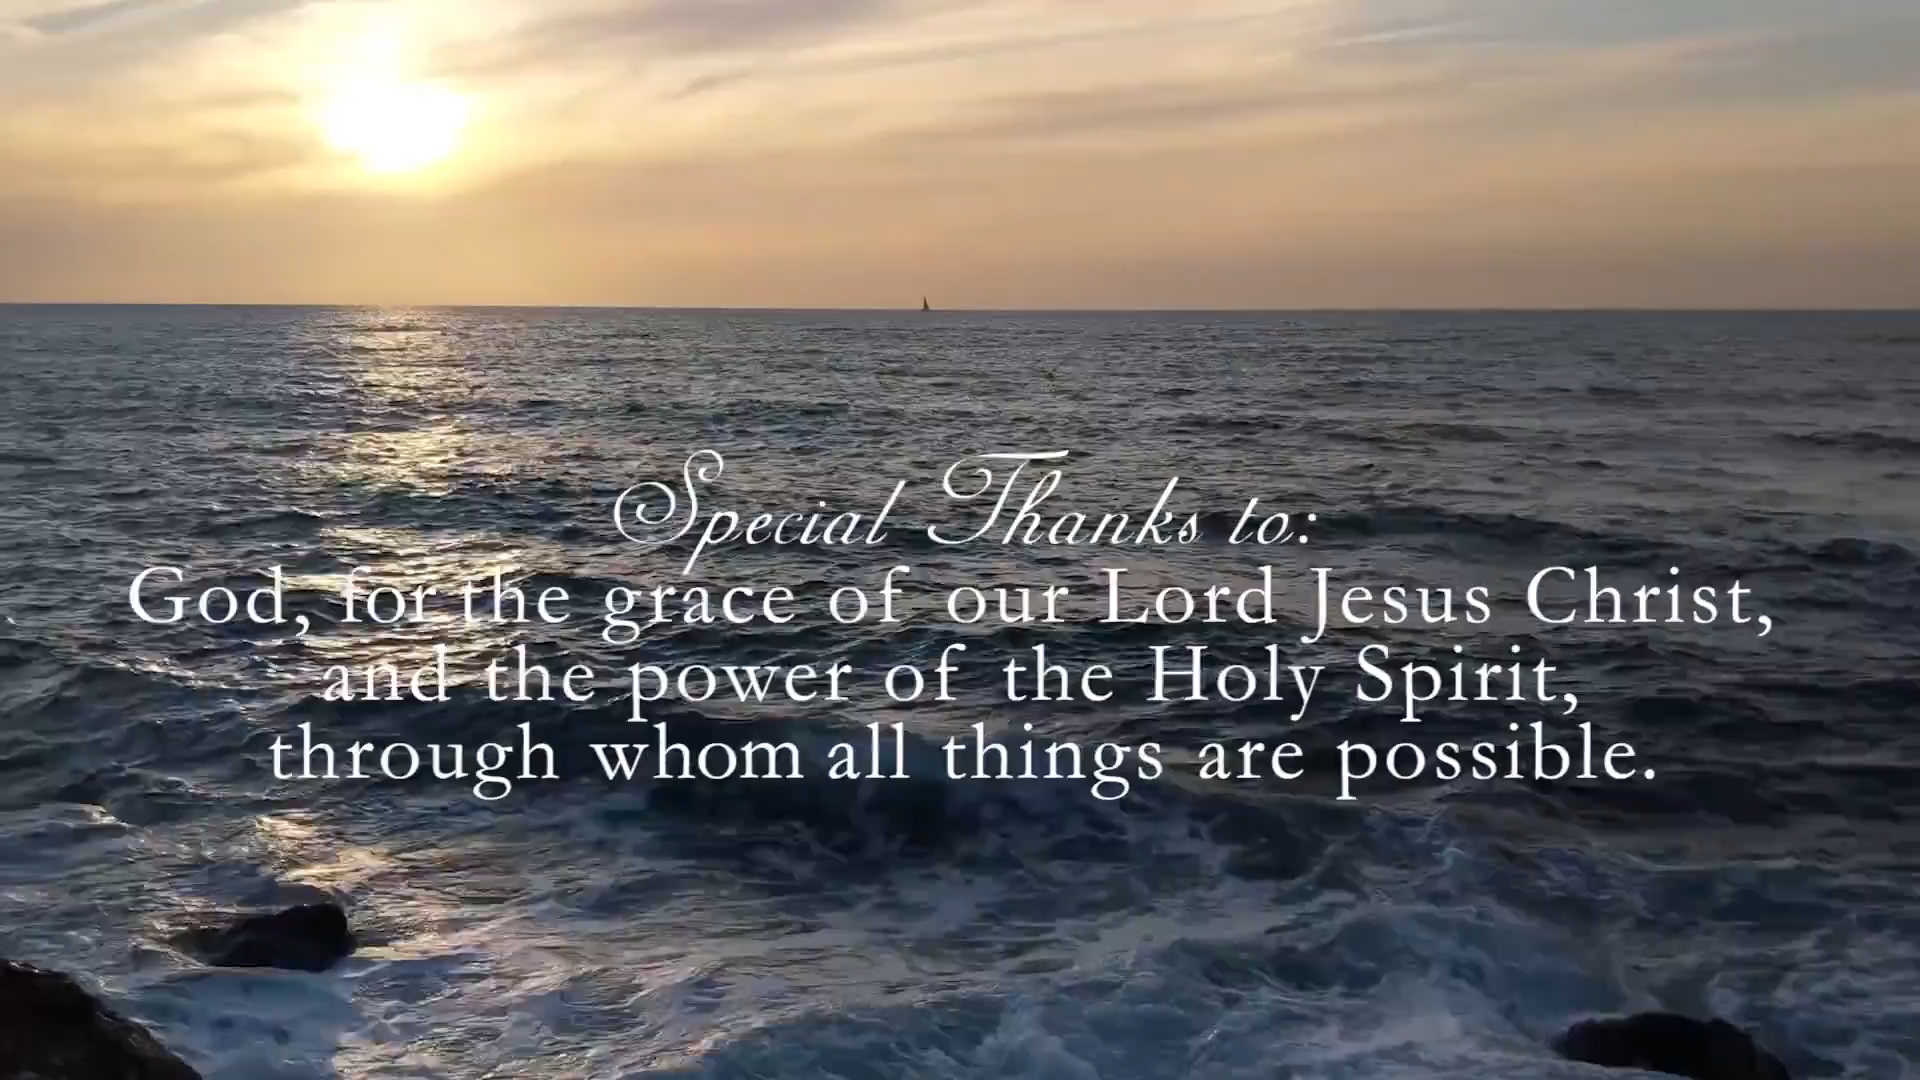 Special Thanks to:
God, for the grace of our Lord Jesus Christ,
and the power of the Holy Spirit,
through whom all things are possible.